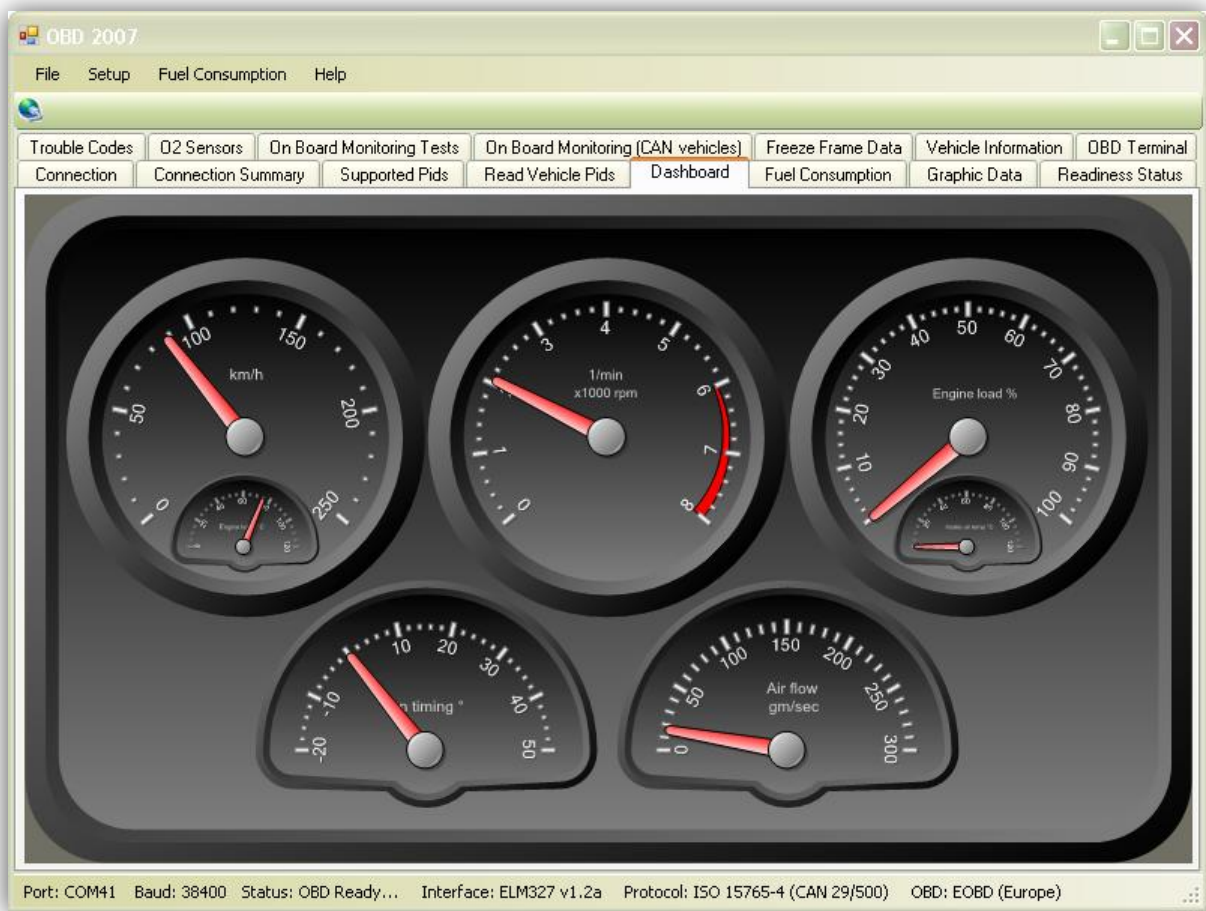 OBD 2007
File Setup Fuel Consumption Help
Trouble Codes O2 Sensors On Board Monitoring Tests On Board Monitoring (CAN vehicles) Freeze Frame Data Vehicle Information OBD Terminal
Connection Connection Summary Supported Pids Read Vehicle Pids Dashboard Fuel Consumption Graphic Data Readiness Status
0 50 100 150 200 250
km/h
0 1 3 4 5 6 7 8
1/min
x1000 rpm
10 20 30 40 50 60 70 80 90 100
Engine load %
-20 -10 10 20 30 40 50
timing °
0 50 100 150 200 250 300
Air flow
gm/sec
Port: COM41 Baud: 38400 Status: OBD Ready... Interface: ELM327 v1.2a Protocol: ISO 15765-4 (CAN 29/500) OBD: EOBD (Europe)